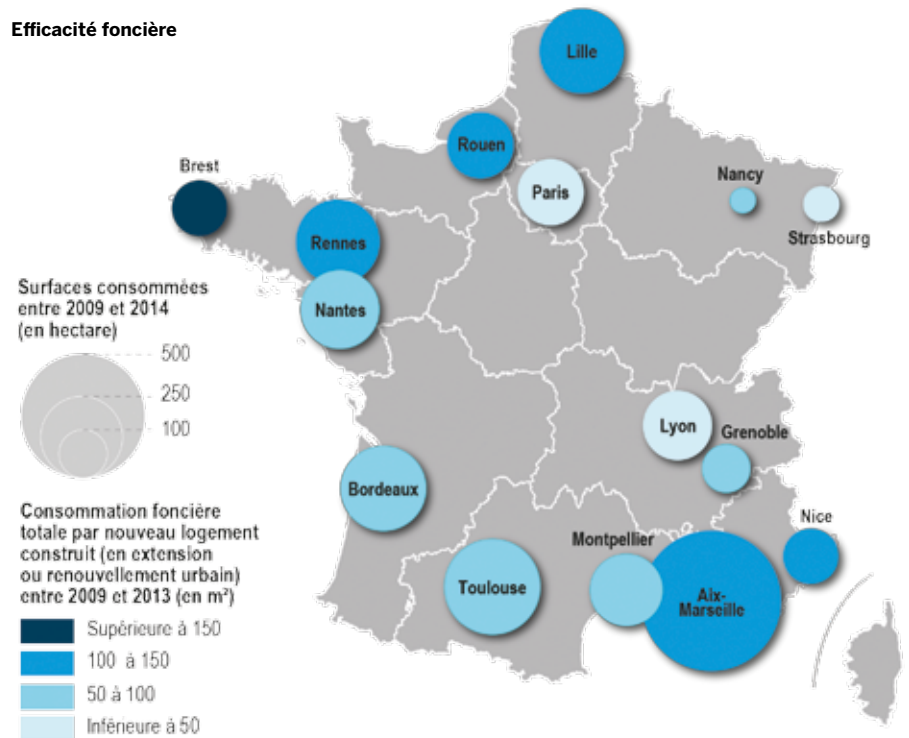 Efficacité foncière
Lille
Rouen
Brest
Paris
Nancy
Strasbourg
Rennes
Nantes
Surfaces consommées
entre 2009 et 2014
(en hectare)
500
250
100
Lyon
Grenoble
Bordeaux
Consommation foncière
totale par nouveau logement
construit (en extension
ou renouvellement urbain)
entre 2009 et 2013 (en m²)
Nice
Montpellier
Toulouse
Aix-
Marseille
Supérieure à 150
100 à 150
50 à 100
Inférieure à 50